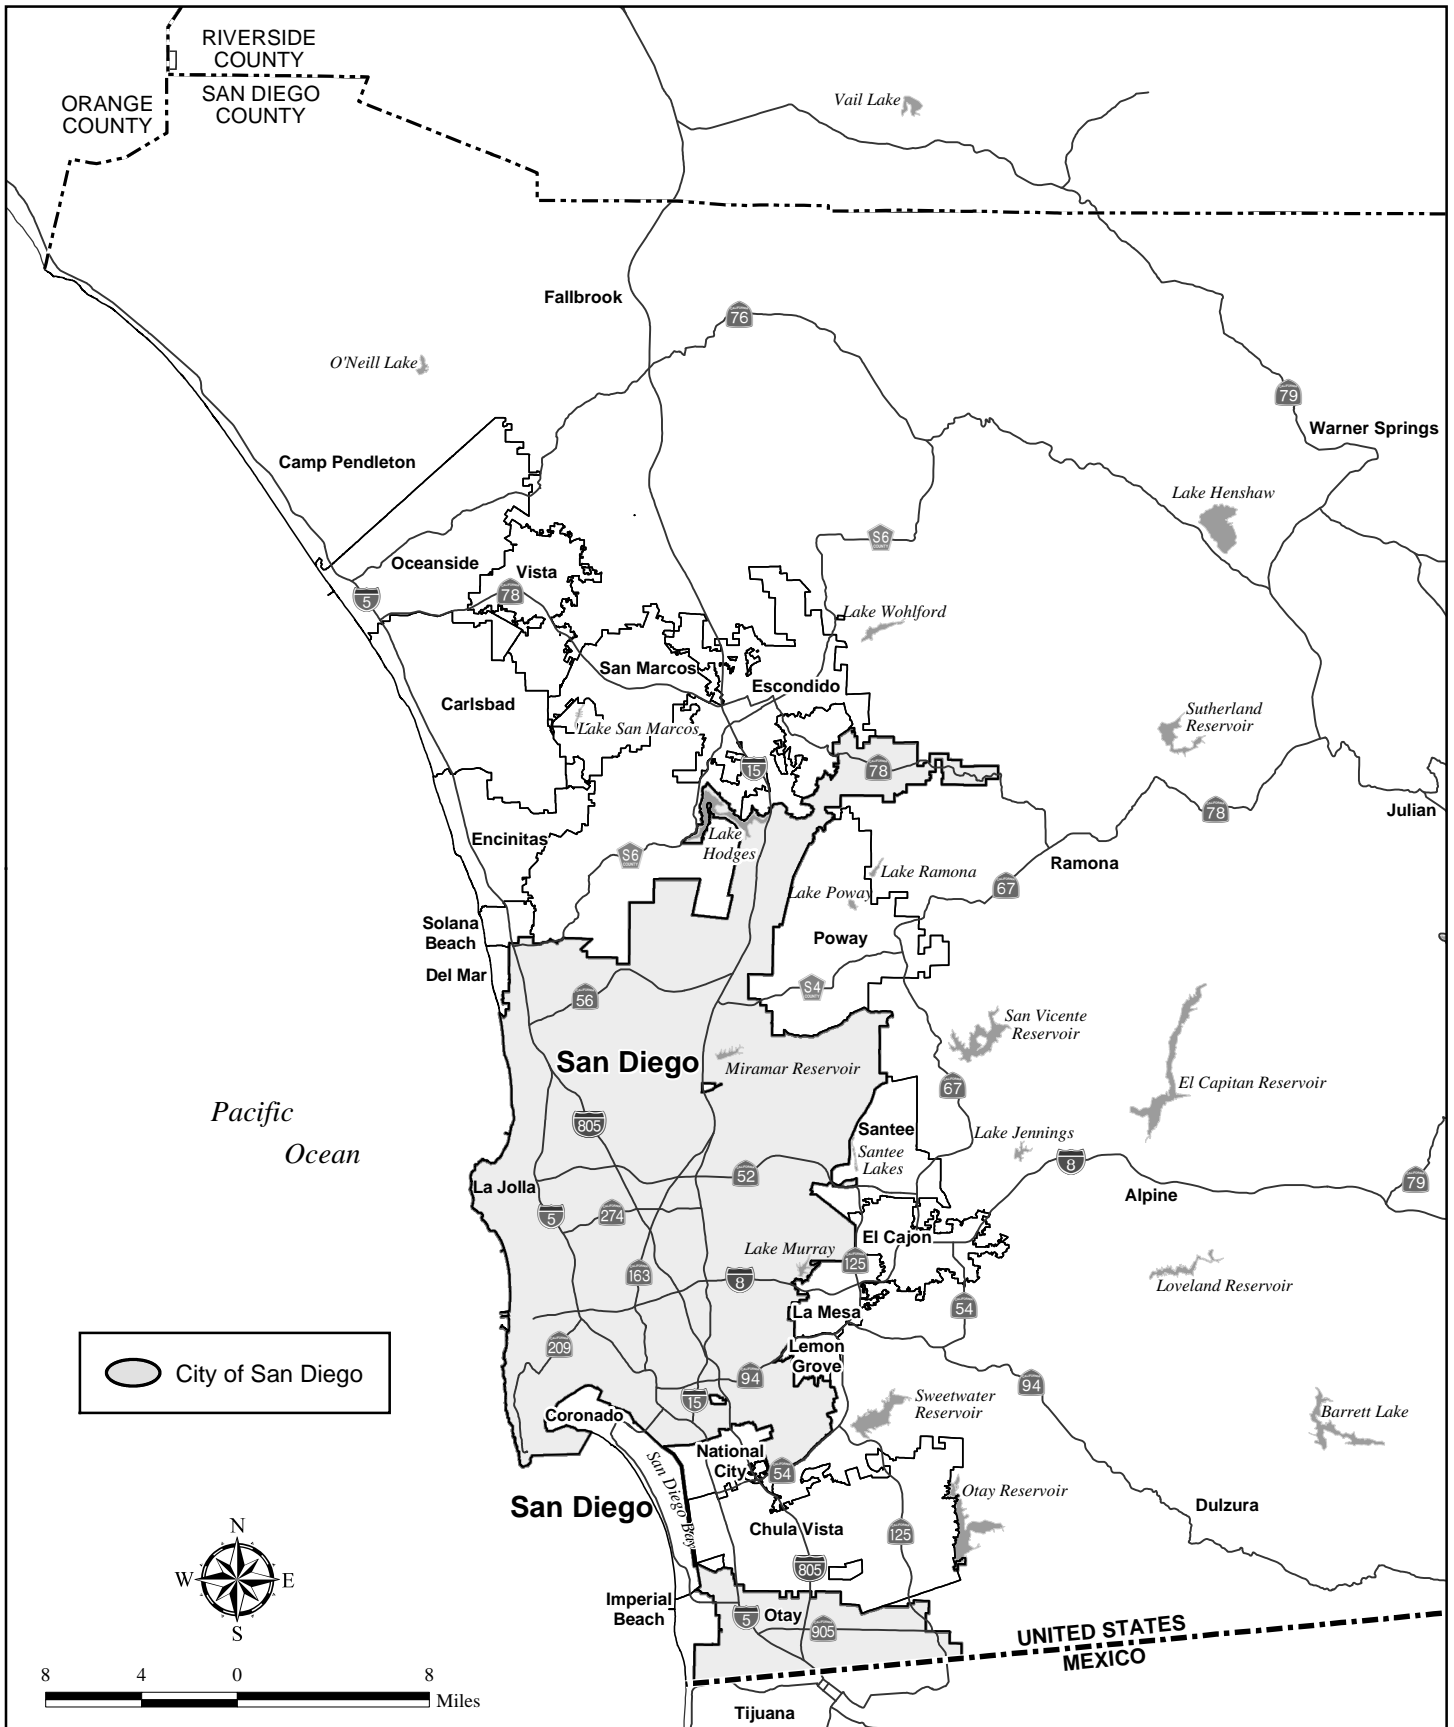 RIVERSIDE
COUNTY
ORANGE
COUNTY
SAN DIEGO
COUNTY
Vail Lake
Fallbrook
76
O'Neill Lake
79
Warner Springs
Camp Pendleton
Lake Henshaw
S6
COUNTY
Oceanside
Vista
78
5
Lake Wohlford
San Marcos
Escondido
Carlsbad
Lake San Marcos
Sutherland
Reservoir
15
78
78
Julian
Encinitas
Lake
Hodges
S6
COUNTY
Ramona
Lake Ramona
67
Lake Poway
Solana
Beach
Poway
Del Mar
56
S4
COUNTY
San Vicente
Reservoir
San Diego
Miramar Reservoir
67
El Capitan Reservoir
Pacific
Ocean
805
Santee
Santee
Lakes
Lake Jennings
8
52
La Jolla
Alpine
79
5
274
El Cajon
Lake Murray
125
163
8
Loveland Reservoir
La Mesa
54
209
Lemon
Grove
City of San Diego
94
94
15
Coronado
Sweetwater
Reservoir
Barrett Lake
National
City
54
San Diego Bay
Otay Reservoir
San Diego
Dulzura
Chula Vista
125
N
W
E
S
805
Imperial
Beach
5
Otay
905
UNITED STATES
MEXICO
8
4
0
8
Miles
Tijuana